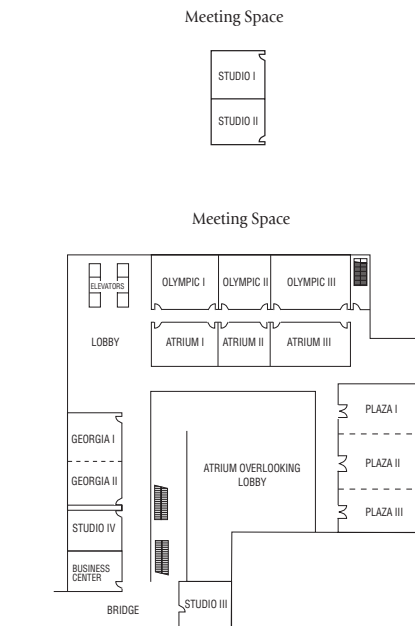 Meeting Space
STUDIO I
STUDIO II
Meeting Space
ELEVATORS
OLYMPIC I
OLYMPIC II
OLYMPIC III
LOBBY
ATRIUM I
ATRIUM II
ATRIUM III
PLAZA I
GEORGIA I
PLAZA II
ATRIUM OVERLOOKING
LOBBY
GEORGIA II
PLAZA III
STUDIO IV
BUSINESS
CENTER
STUDIO III
BRIDGE